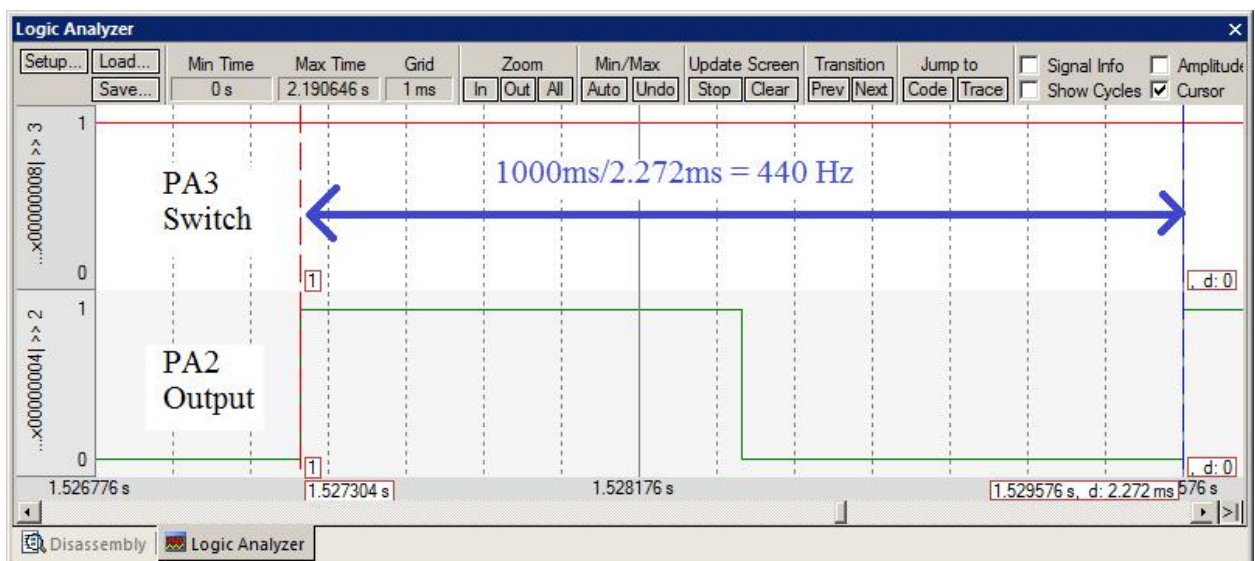 Logic Analyzer
Setup... Load... Min Time Max Time Grid Zoom Min/Max Update Screen Transition Jump to Signal Info Amplitude
Save... 0 s 2.190646 s 1 ms In Out All Auto Undo Stop Clear Prev Next Code Trace Show Cycles Cursor
...x00000008| >> 3
1
1000ms/2.272ms = 440 Hz
PA3
Switch
0
1
, d: 0
...x00000004| >> 2
1
PA2
Output
0
1
, d: 0
1.526776 s 1.527304 s 1.528176 s 1.529576 s, d: 2.272 ms 576 s
>|
Disassembly Logic Analyzer